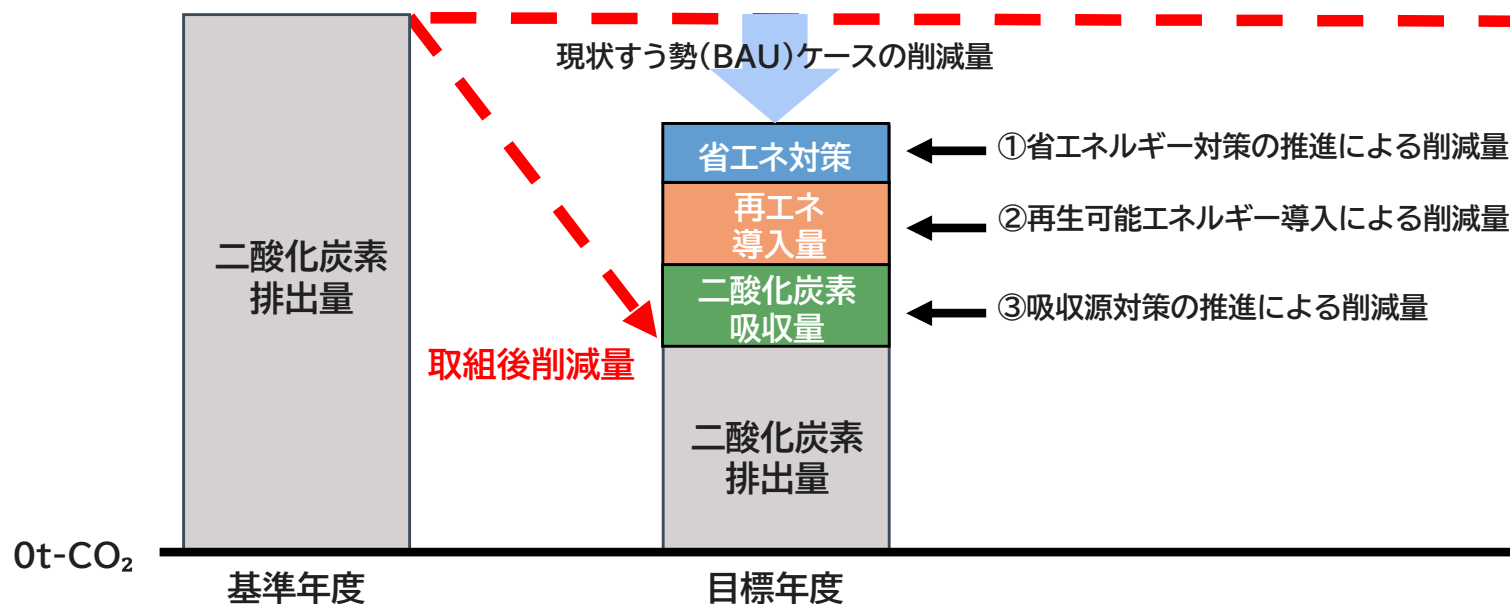 現状すう勢(BAU)ケースの削減量
省エネ対策
①省エネルギー対策の推進による削減量
再エネ
導入量
②再生可能エネルギー導入による削減量
二酸化炭素
排出量
二酸化炭素
吸収量
③吸収源対策の推進による削減量
取組後削減量
二酸化炭素
排出量
0t-CO₂
基準年度
目標年度